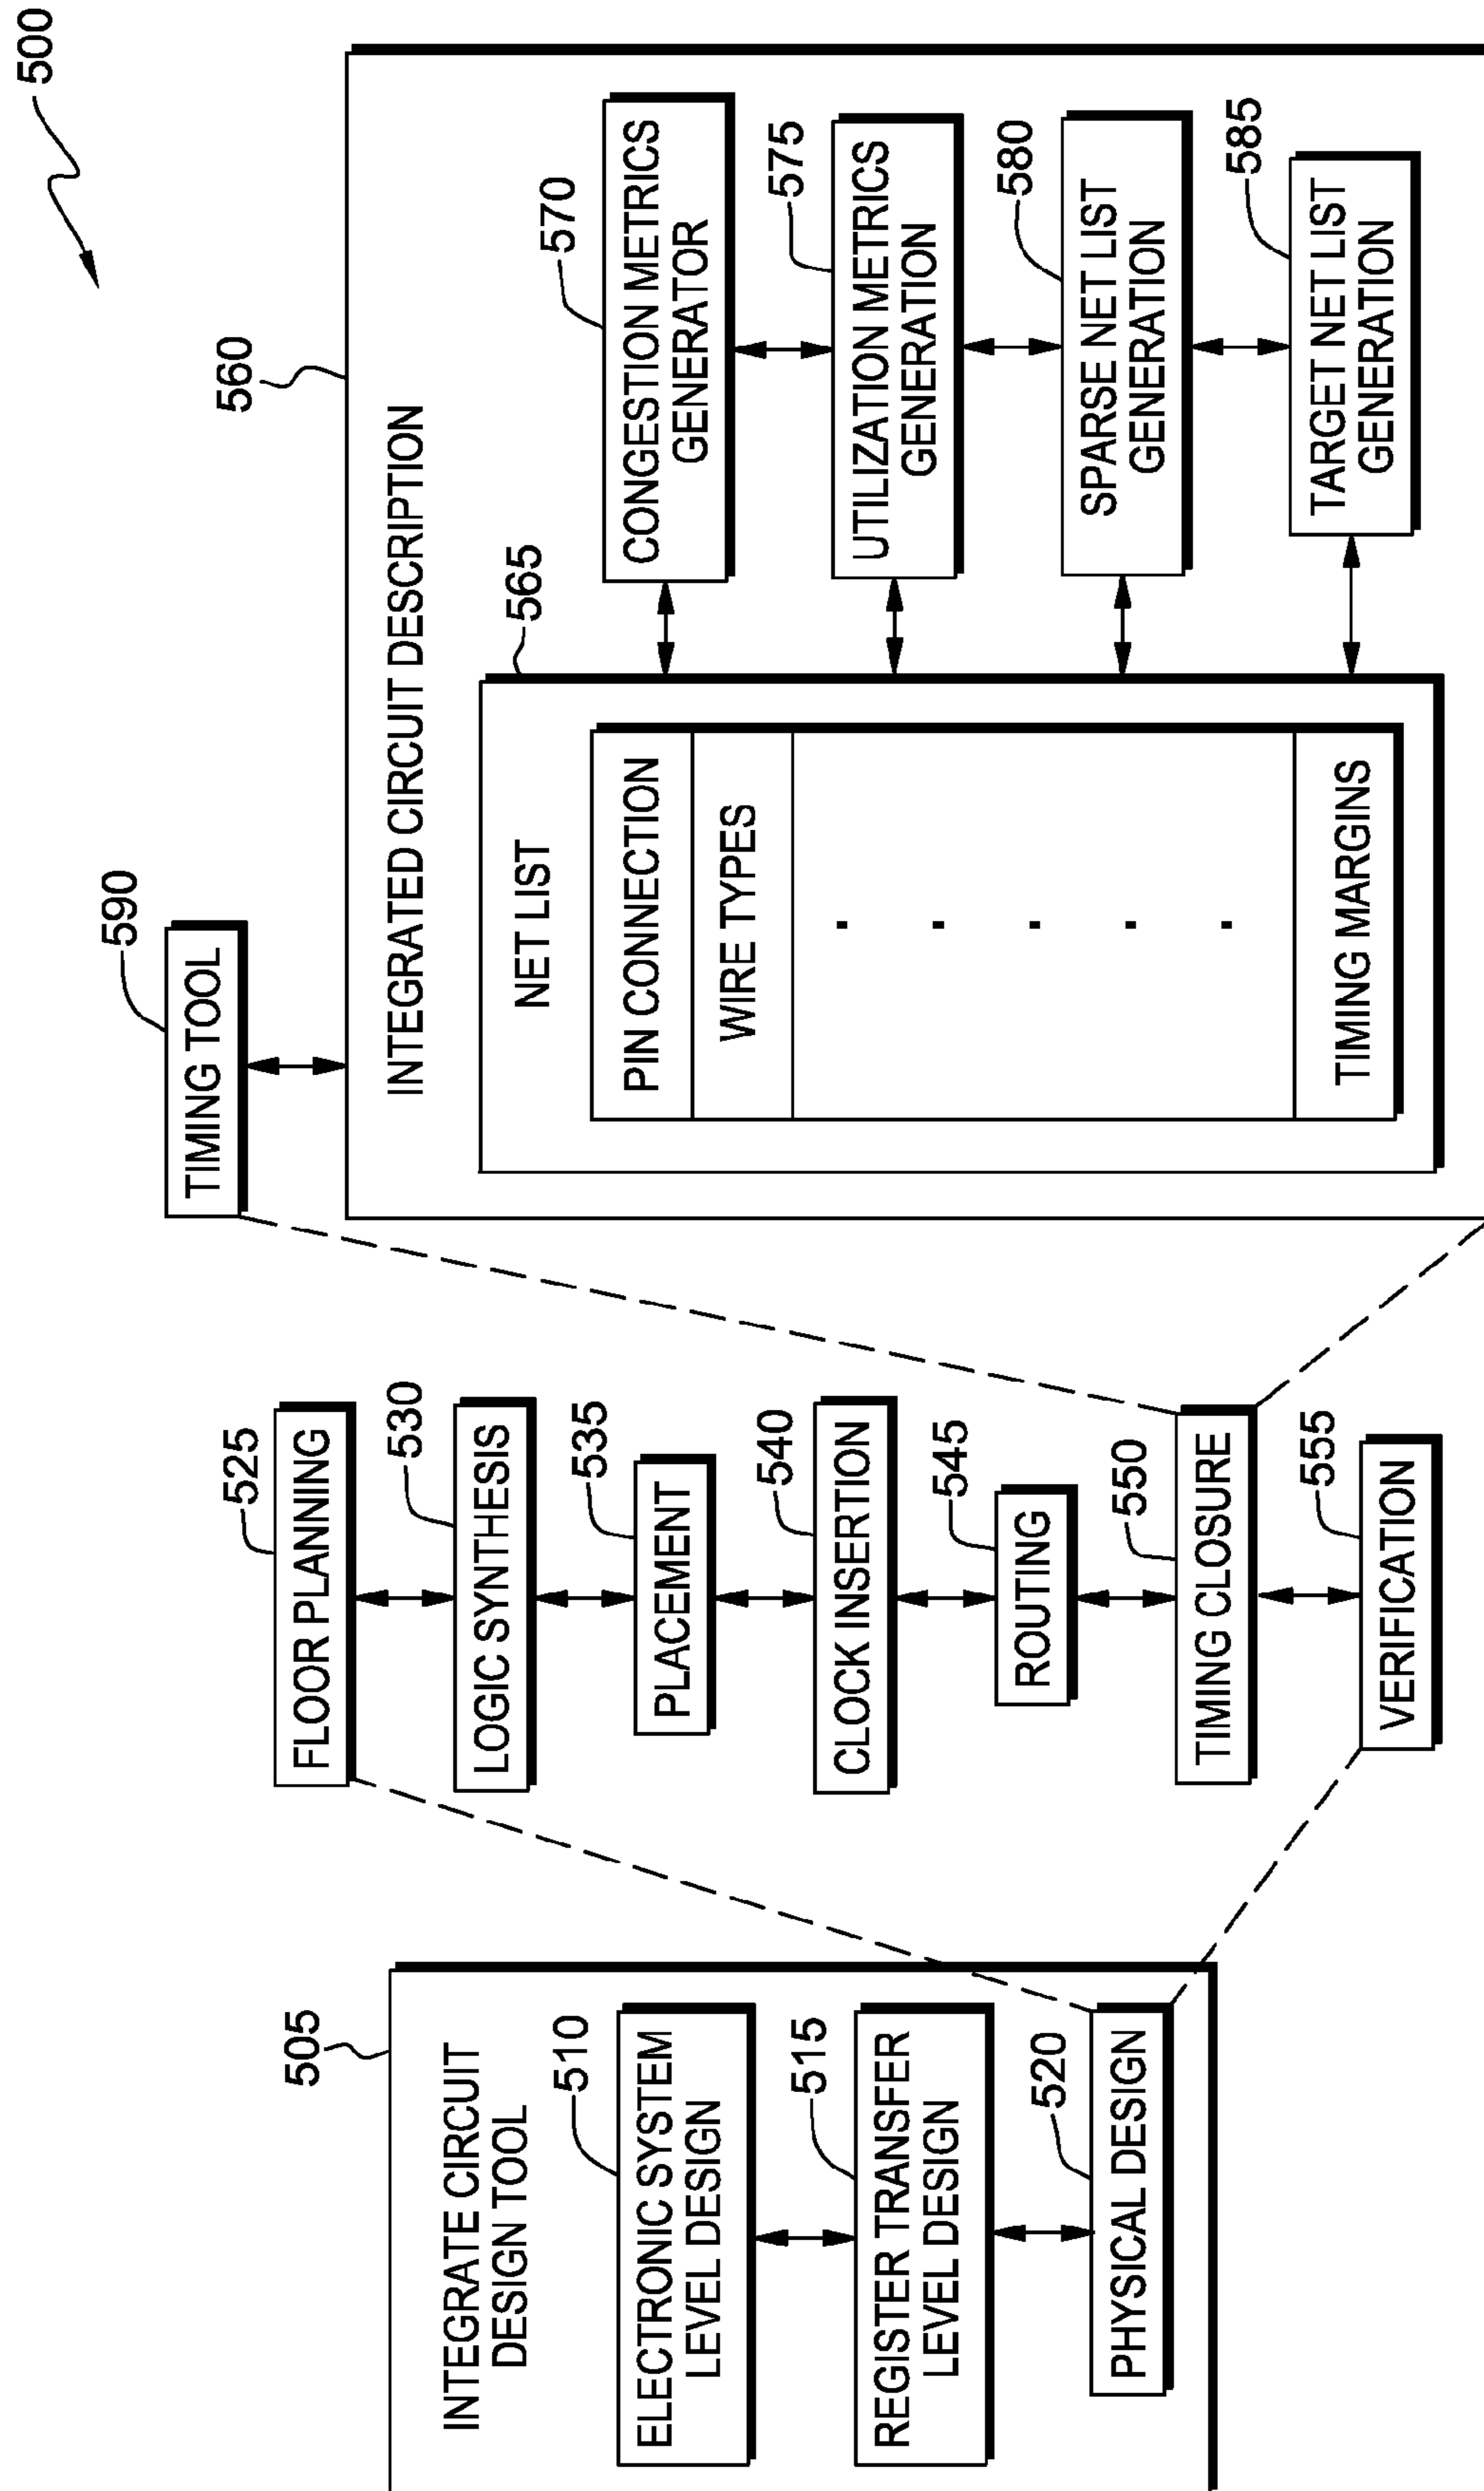 500
505
INTEGRATE CIRCUIT
DESIGN TOOL
510
ELECTRONIC SYSTEM
LEVEL DESIGN
515
REGISTER TRANSFER
LEVEL DESIGN
520
PHYSICAL DESIGN
525
FLOOR PLANNING
530
LOGIC SYNTHESIS
535
PLACEMENT
540
CLOCK INSERTION
545
ROUTING
550
TIMING CLOSURE
555
VERIFICATION
590
TIMING TOOL
560
INTEGRATED CIRCUIT DESCRIPTION
565
NET LIST
PIN CONNECTION
WIRE TYPES
TIMING MARGINS
570
CONGESTION METRICS
GENERATOR
575
UTILIZATION METRICS
GENERATION
580
SPARSE NET LIST
GENERATION
585
TARGET NET LIST
GENERATION